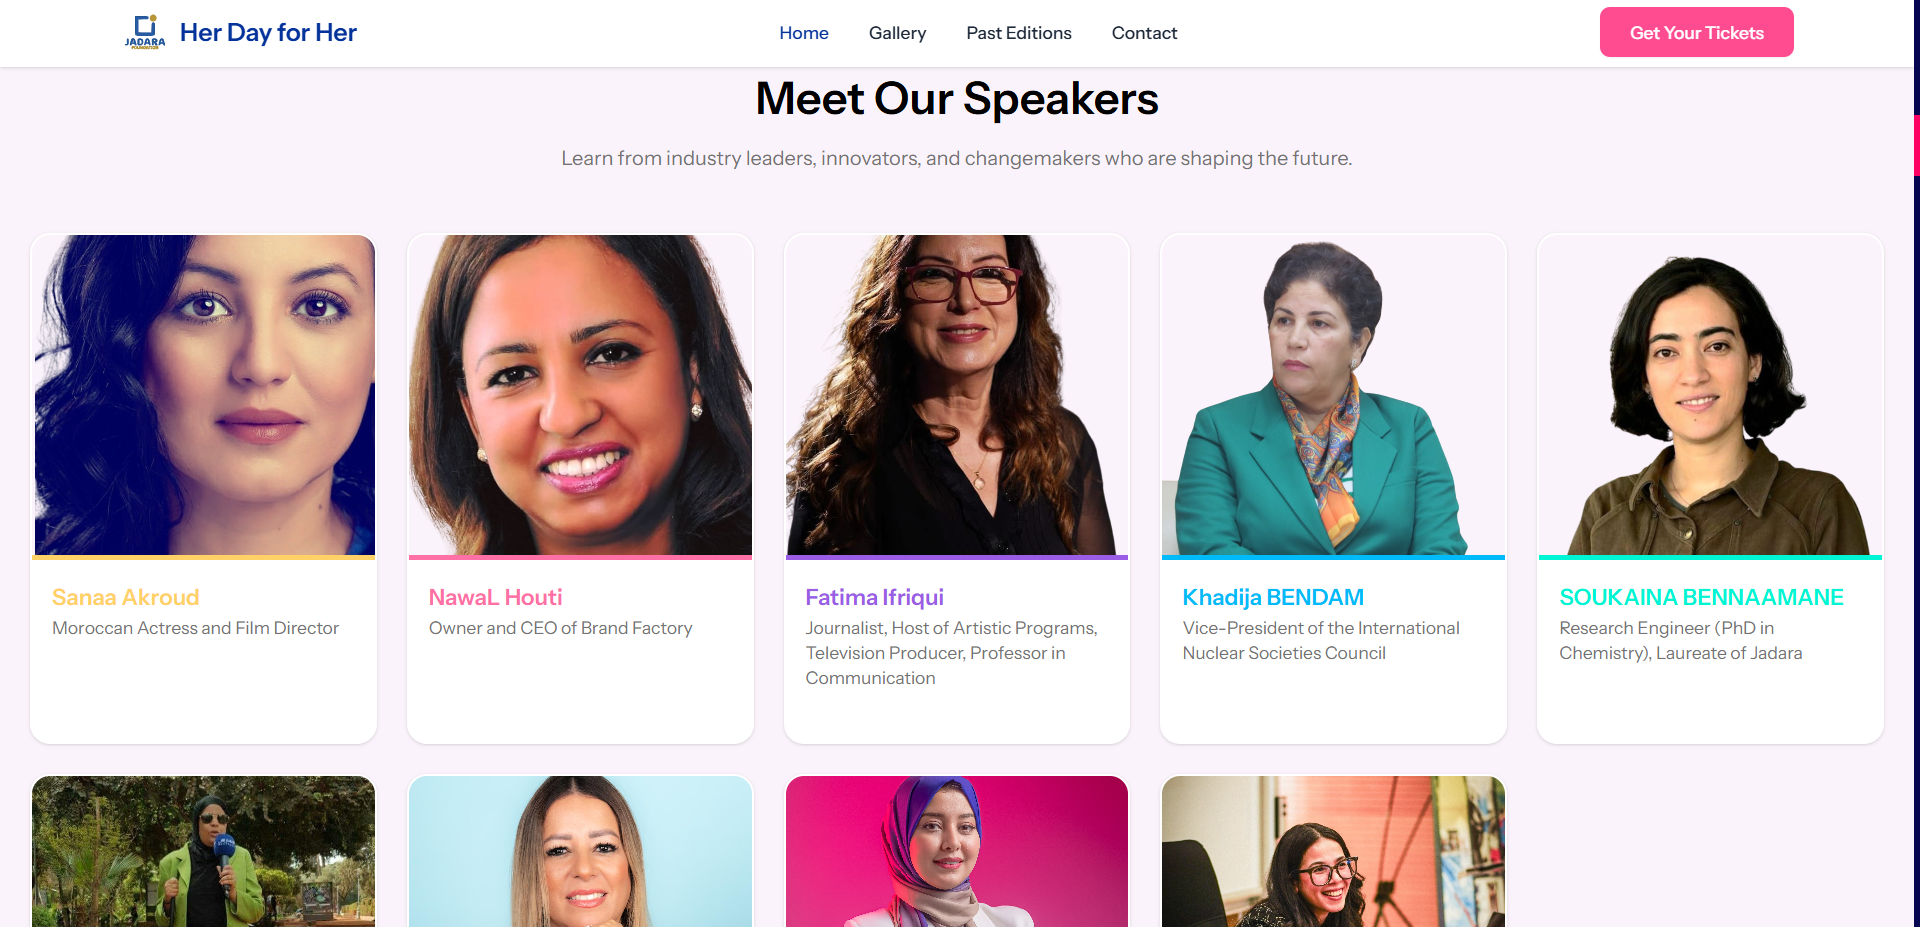 JADARA
FOUNDATION
Her Day for Her
Home
Gallery
Past Editions
Contact
Get Your Tickets
Meet Our Speakers
Learn from industry leaders, innovators, and changemakers who are shaping the future.
Sanaa Akroud
Moroccan Actress and Film Director
NawaL Houti
Owner and CEO of Brand Factory
Fatima Ifriqui
Journalist, Host of Artistic Programs,
Television Producer, Professor in
Communication
Khadija BENDAM
Vice-President of the International
Nuclear Societies Council
SOUKAINA BENNAAMANE
Research Engineer (PhD in
Chemistry), Laureate of Jadara